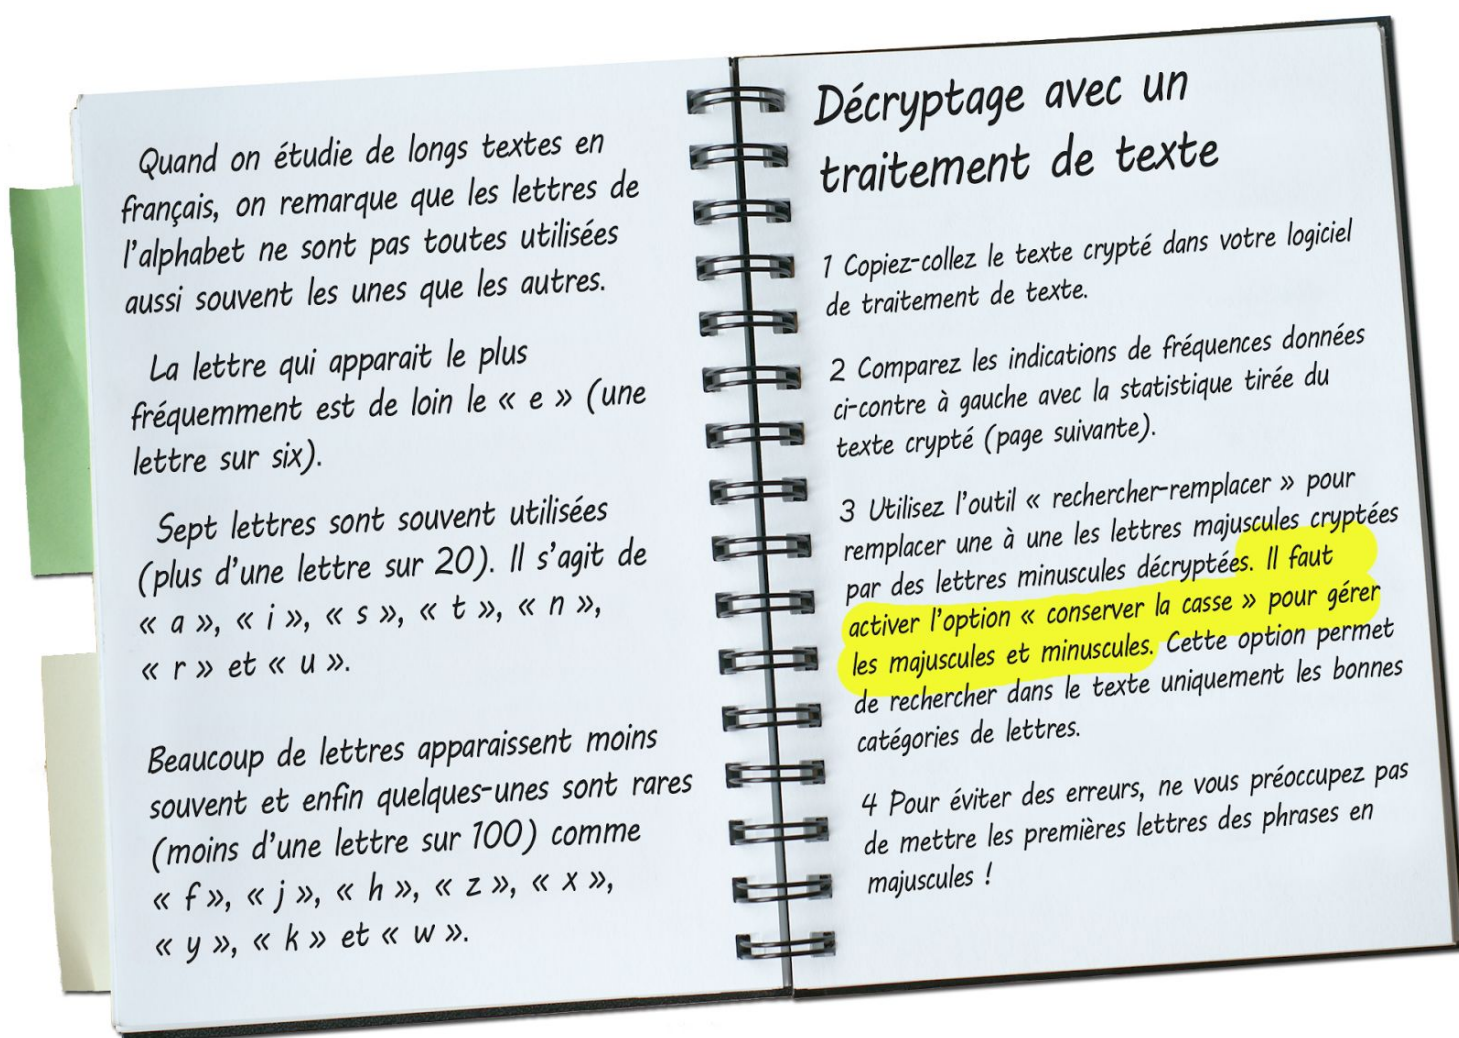 Quand on étudie de longs textes en
français, on remarque que les lettres de
l'alphabet ne sont pas toutes utilisées
aussi souvent les unes que les autres.
La lettre qui apparait le plus
fréquemment est de loin le « e » (une
lettre sur six).
Sept lettres sont souvent utilisées
(plus d'une lettre sur 20). Il s'agit de
« a », « i », « s », « t », « n »,
« r » et « u ».
Beaucoup de lettres apparaissent moins
souvent et enfin quelques-unes sont rares
(moins d'une lettre sur 100) comme
« f », « j », « h », « z », « x »,
« y », « k » et « w ».
Décryptage avec un
traitement de texte
1 Copiez-collez le texte crypté dans votre logiciel
de traitement de texte.
2 Comparez les indications de fréquences données
ci-contre à gauche avec la statistique tirée du
texte crypté (page suivante).
3 Utilisez l'outil « rechercher-remplacer » pour
remplacer une à une les lettres majuscules cryptées
par des lettres minuscules décryptées. Il faut
activer l'option « conserver la casse » pour gérer
les majuscules et minuscules. Cette option permet
de rechercher dans le texte uniquement les bonnes
catégories de lettres.
4 Pour éviter des erreurs, ne vous préoccupez pas
de mettre les premières lettres des phrases en
majuscules !